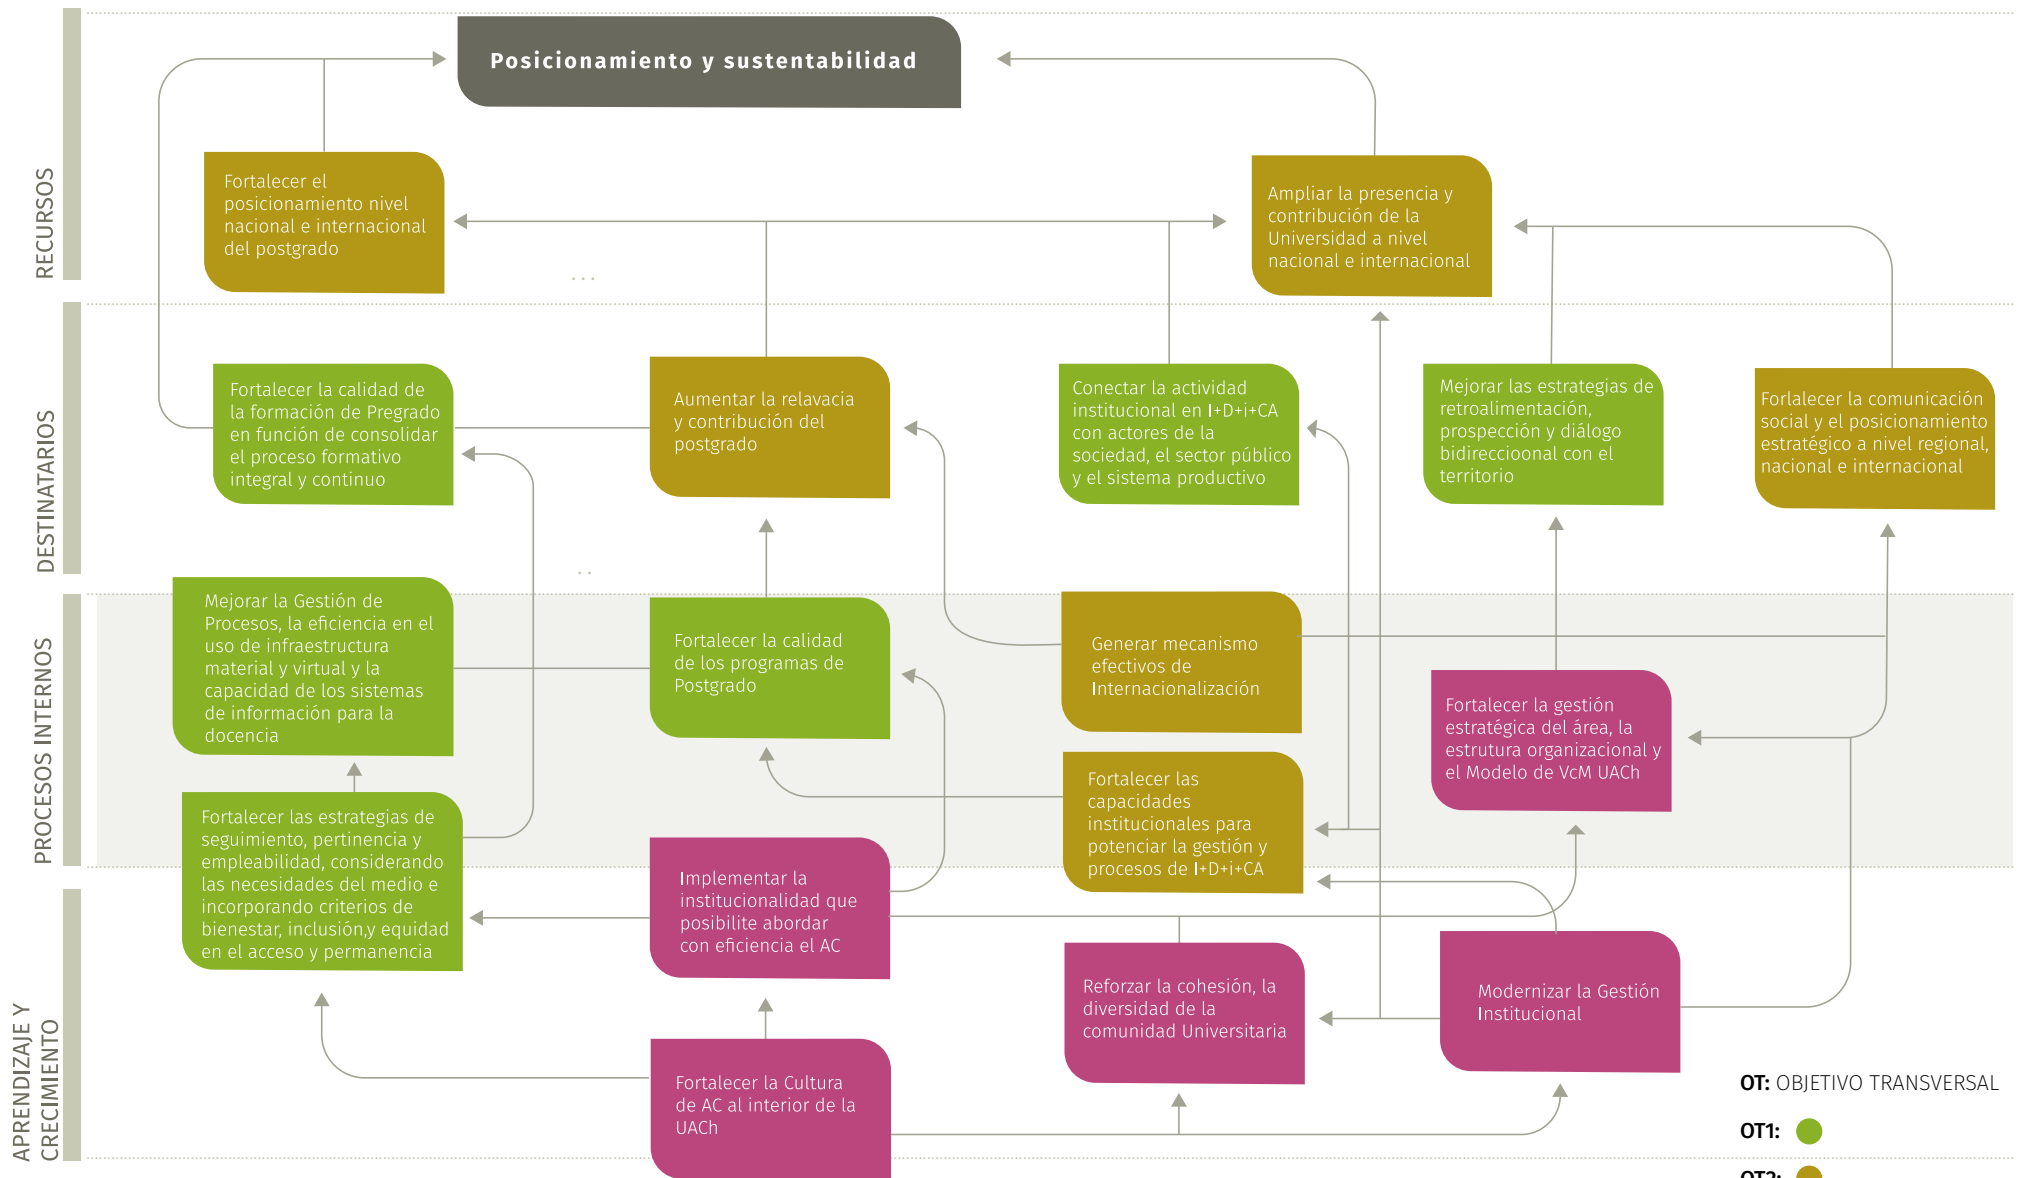 Posicionamiento y sustentabilidad
RECURSOS
Fortalecer el
posicionamiento nivel
nacional e internacional
del postgrado
Ampliar la presencia y
contribución de la
Universidad a nivel
nacional e internacional
...
DESTINATARIOS
Fortalecer la calidad de
la formación de Pregrado
en función de consolidar
el proceso formativo
integral y continuo
Aumentar la relavacia
y contribución del
postgrado
Conectar la actividad
institucional en I+D+i+CA
con actores de la
sociedad, el sector público
y el sistema productivo
Mejorar las estrategias de
retroalimentación,
prospección y diálogo
bidireccioonal con el
territorio
Forlalecer la comunicación
social y el posicionamiento
estratégico a nivel regional,
nacional e internacional
..
PROCESOS INTERNOS
Mejorar la Gestión de
Procesos, la eficiencia en el
uso de infraestructura
material y virtual y la
capacidad de los sistemas
de información para la
docencia
Fortalecer la calidad
de los programas de
Postgrado
Generar mecanismo
efectivos de
Internacionalización
Fortalecer la gestión
estratégica del área, la
estrutura organizacional y
el Modelo de VcM UACh
Fortalecer las
capacidades
institucionales para
potenciar la gestión y
procesos de I+D+i+CA
Fortalecer las estrategias de
seguimiento, pertinencia y
empleabilidad, considerando
las necesidades del medio e
incorporando criterios de
bienestar, inclusión,y equidad
en el acceso y permanencia
Implementar la
institucionalidad que
posibilite abordar
con eficiencia el AC
APRENDIZAJE Y
CRECIMIENTO
Reforzar la cohesión, la
diversidad de la
comunidad Universitaria
Modernizar la Gestión
Institucional
Fortalecer la Cultura
de AC al interior de la
UACh
OT: OBJETIVO TRANSVERSAL
OT1:
OT2: